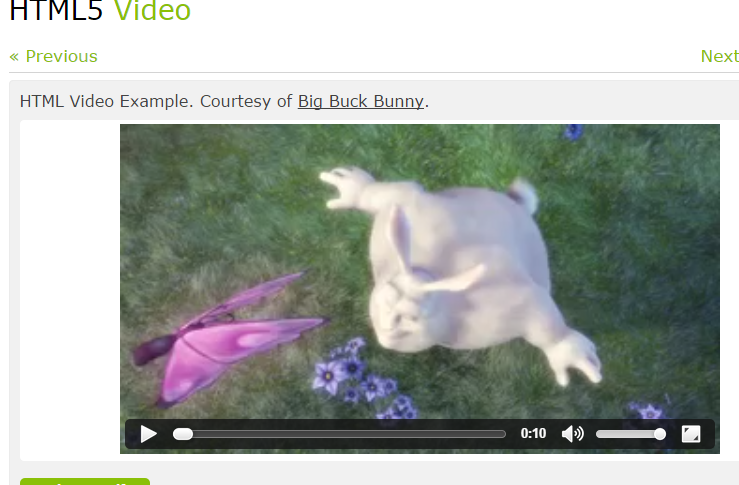 HTML5 Video
« Previous
Next
HTML Video Example. Courtesy of Big Buck Bunny.
0:10